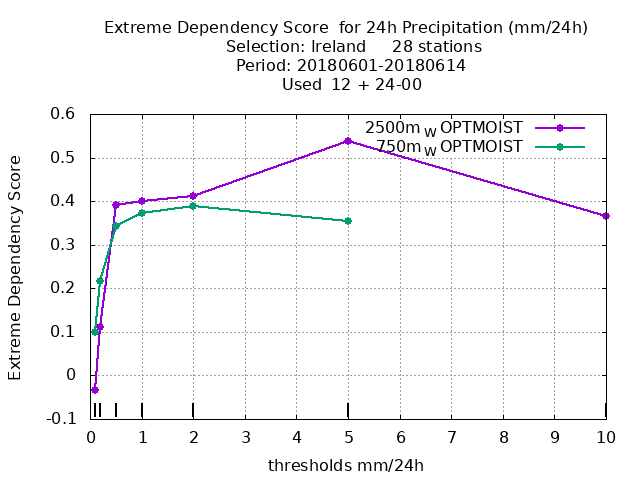 Extreme Dependency Score  for 24h Precipitation (mm/24h)
Selection: Ireland     28 stations
Period: 20180601-20180614
Used  12 + 24-00
2500m W OPTMOIST
750m W OPTMOIST
Extreme Dependency Score
0.6
0.5
0.4
0.3
0.2
0.1
0
-0.1
0 1 2 3 4 5 6 7 8 9 10
thresholds mm/24h